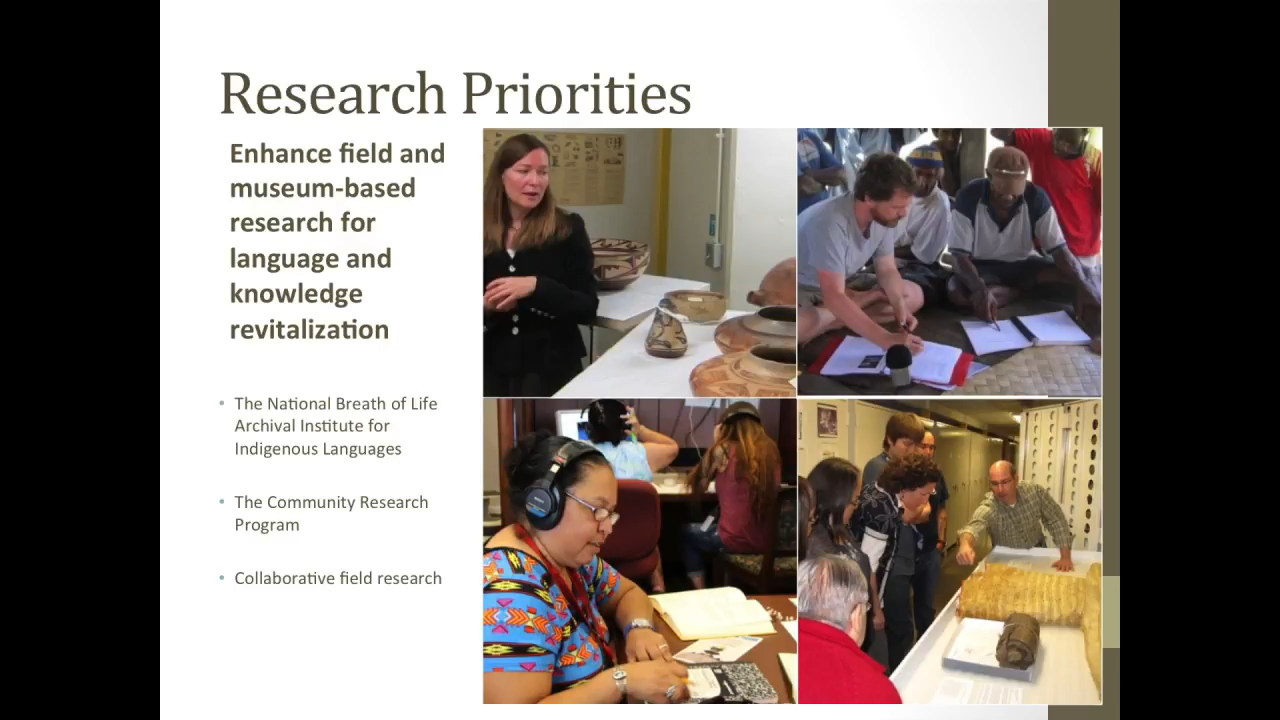 Research Priorities
Enhance field and
museum-based
research for
language and
knowledge
revitalization
• The National Breath of Life
Archival Institute for
Indigenous Languages
• The Community Research
Program
• Collaborative field research